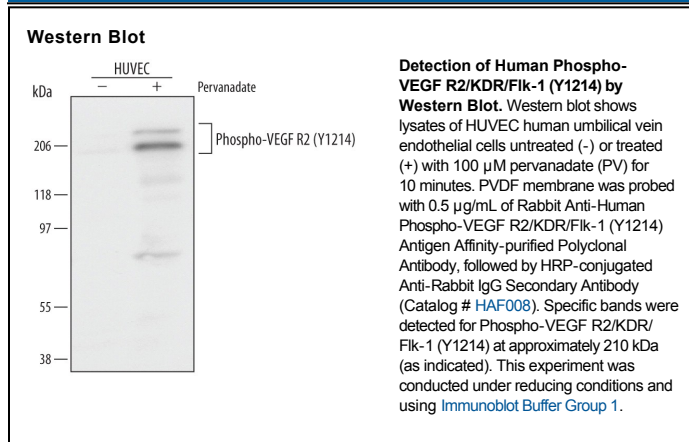 Western Blot
HUVEC
kDa
− + Pervanadate
Phospho-VEGF R2 (Y1214)
206
118
97
55
38
Detection of Human Phospho-
VEGF R2/KDR/Flk-1 (Y1214) by
Western Blot. Western blot shows
lysates of HUVEC human umbilical vein
endothelial cells untreated (-) or treated
(+) with 100 µM pervanadate (PV) for
10 minutes. PVDF membrane was probed
with 0.5 µg/mL of Rabbit Anti-Human
Phospho-VEGF R2/KDR/Flk-1 (Y1214)
Antigen Affinity-purified Polyclonal
Antibody, followed by HRP-conjugated
Anti-Rabbit IgG Secondary Antibody
(Catalog # HAF008). Specific bands were
detected for Phospho-VEGF R2/KDR/
Flk-1 (Y1214) at approximately 210 kDa
(as indicated). This experiment was
conducted under reducing conditions and
using Immunoblot Buffer Group 1.